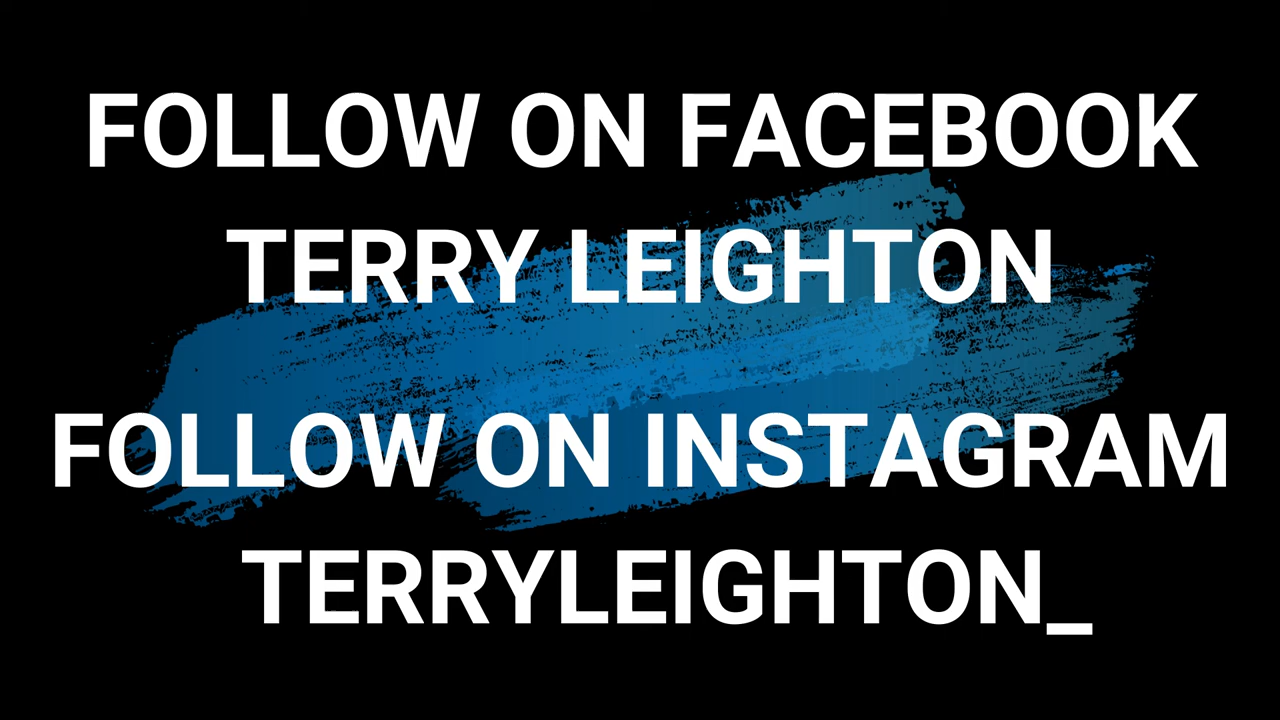 FOLLOW ON FACEBOOK
TERRY LEIGHTON
FOLLOW ON INSTAGRAM
TERRYLEIGHTON_